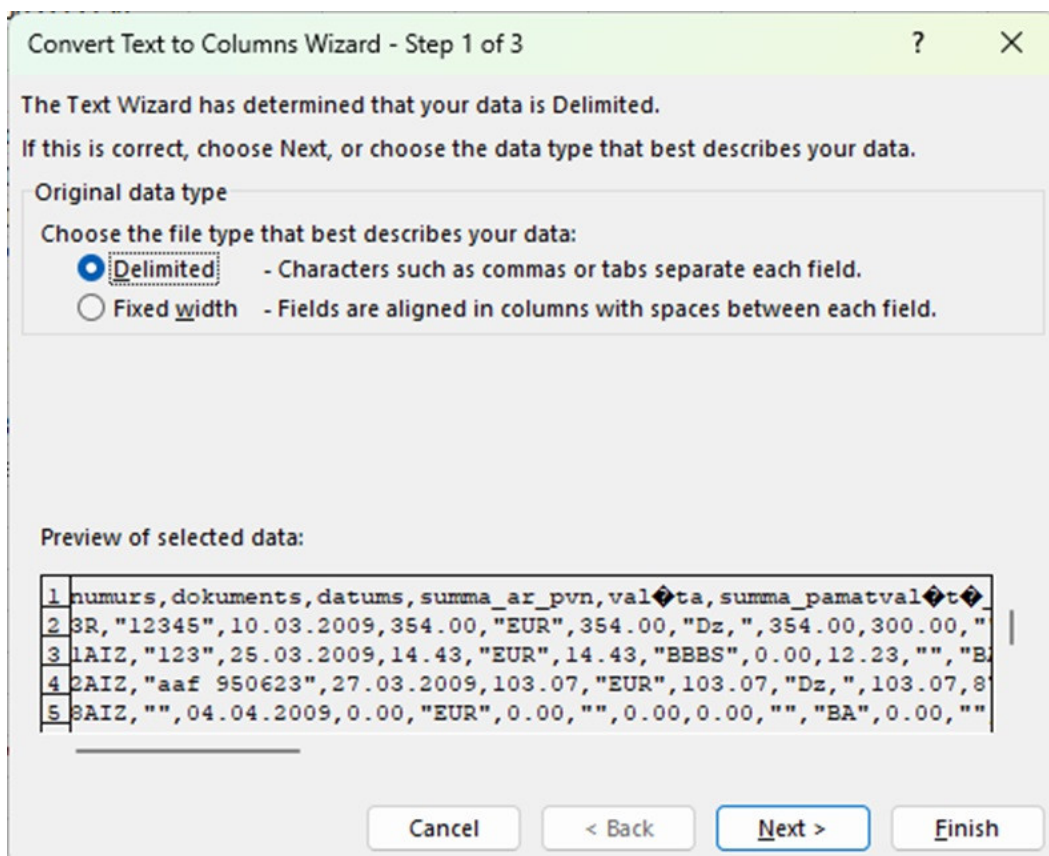 Convert Text to Columns Wizard - Step 1 of 3 ? ×
The Text Wizard has determined that your data is Delimited.
If this is correct, choose Next, or choose the data type that best describes your data.
Original data type
Choose the file type that best describes your data:
Delimited - Characters such as commas or tabs separate each field.
Fixed width - Fields are aligned in columns with spaces between each field.
Preview of selected data:
1 numurs,dokuments,datums,summa_ar_pvn,val�ta,summa_pamatval�t�_
2 3R,"12345",10.03.2009,354.00,"EUR",354.00,"Dz,",354.00,300.00,"
3 1AIZ,"123",25.03.2009,14.43,"EUR",14.43,"BBBS",0.00,12.23,"","BA
4 2AIZ,"aaf 950623",27.03.2009,103.07,"EUR",103.07,"Dz,",103.07,8
5 8AIZ,"",04.04.2009,0.00,"EUR",0.00,"",0.00,0.00,"","BA",0.00,""
Cancel < Back Next > Finish